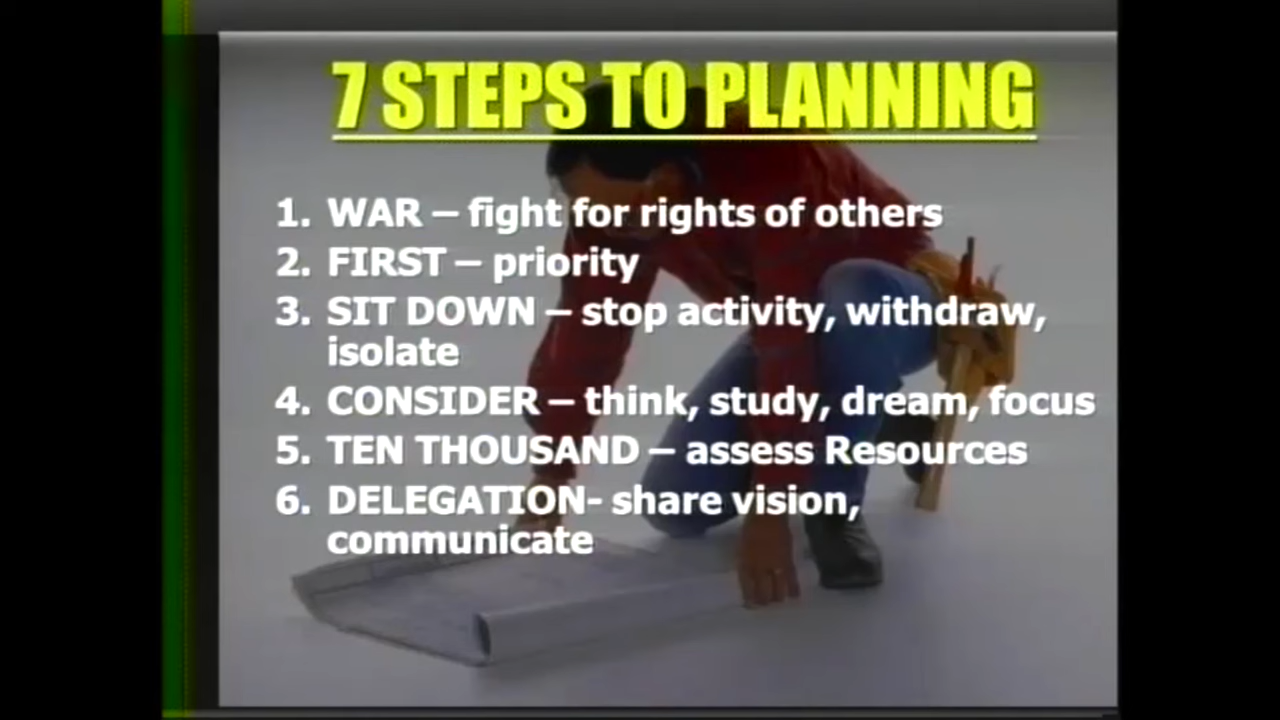 7 STEPS TO PLANNING
1. WAR – fight for rights of others
2. FIRST – priority
3. SIT DOWN – stop activity, withdraw,
isolate
4. CONSIDER – think, study, dream, focus
5. TEN THOUSAND – assess Resources
6. DELEGATION- share vision,
communicate